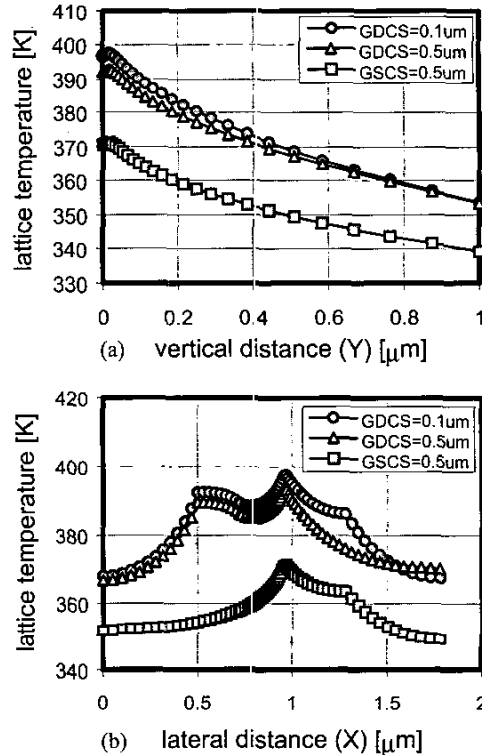 410
400
390
380
370
360
350
340
330
lattice temperature [K]
GDCS=0.1um
GDCS=0.5um
GSCS=0.5um
0 0.2 0.4 0.6 0.8 1
(a) vertical distance (Y) [μm]
420
400
380
360
340
lattice temperature [K]
GDCS=0.1um
GDCS=0.5um
GSCS=0.5um
0 0.5 1 1.5 2
(b) lateral distance (X) [μm]